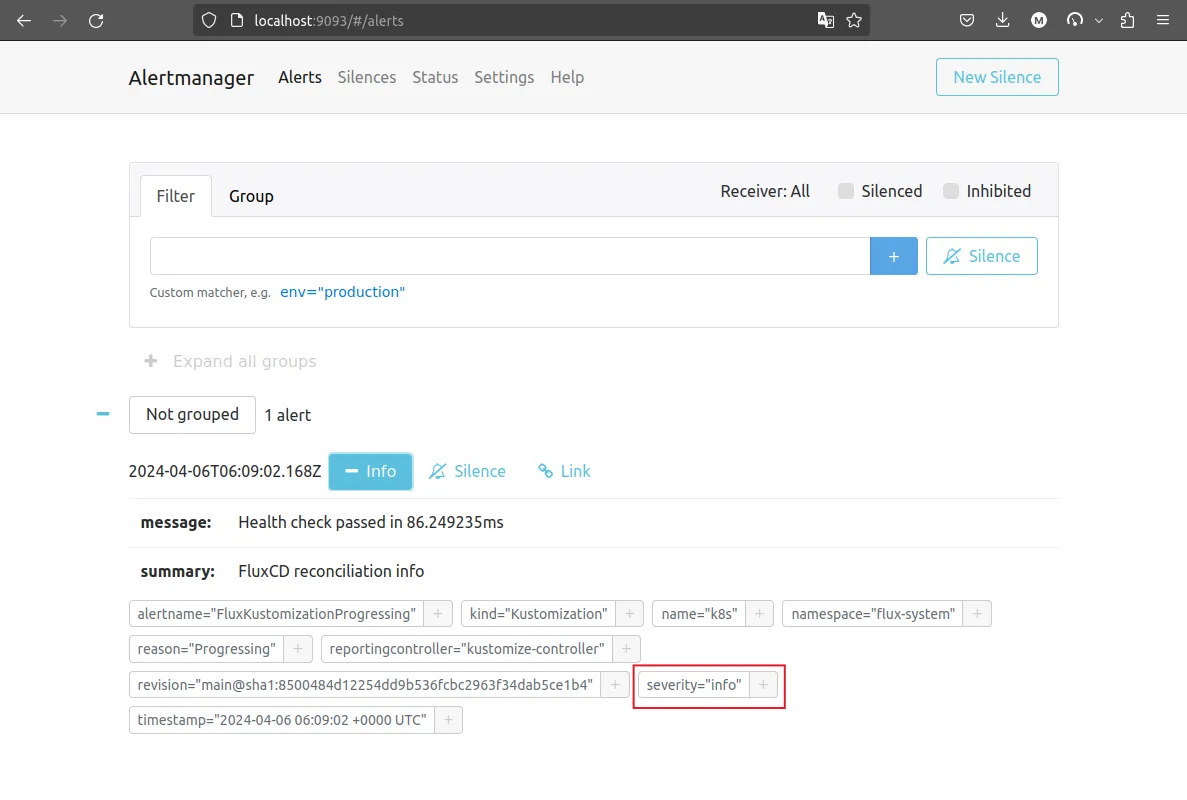 localhost:9093/#/alerts
Alertmanager Alerts Silences Status Settings Help New Silence
Filter Group Receiver: All Silenced Inhibited
+ Silence
Custom matcher, e.g. env="production"
+ Expand all groups
- Not grouped 1 alert
2024-04-06T06:09:02.168Z - Info Silence Link
message: Health check passed in 86.249235ms
summary: FluxCD reconciliation info
alertname="FluxKustomizationProgressing" + kind="Kustomization" + name="k8s" + namespace="flux-system" +
reason="Progressing" + reportingcontroller="kustomize-controller" +
revision="main@sha1:8500484d12254dd9b536fcbc2963f34dab5ce1b4" + severity="info" +
timestamp="2024-04-06 06:09:02 +0000 UTC" +